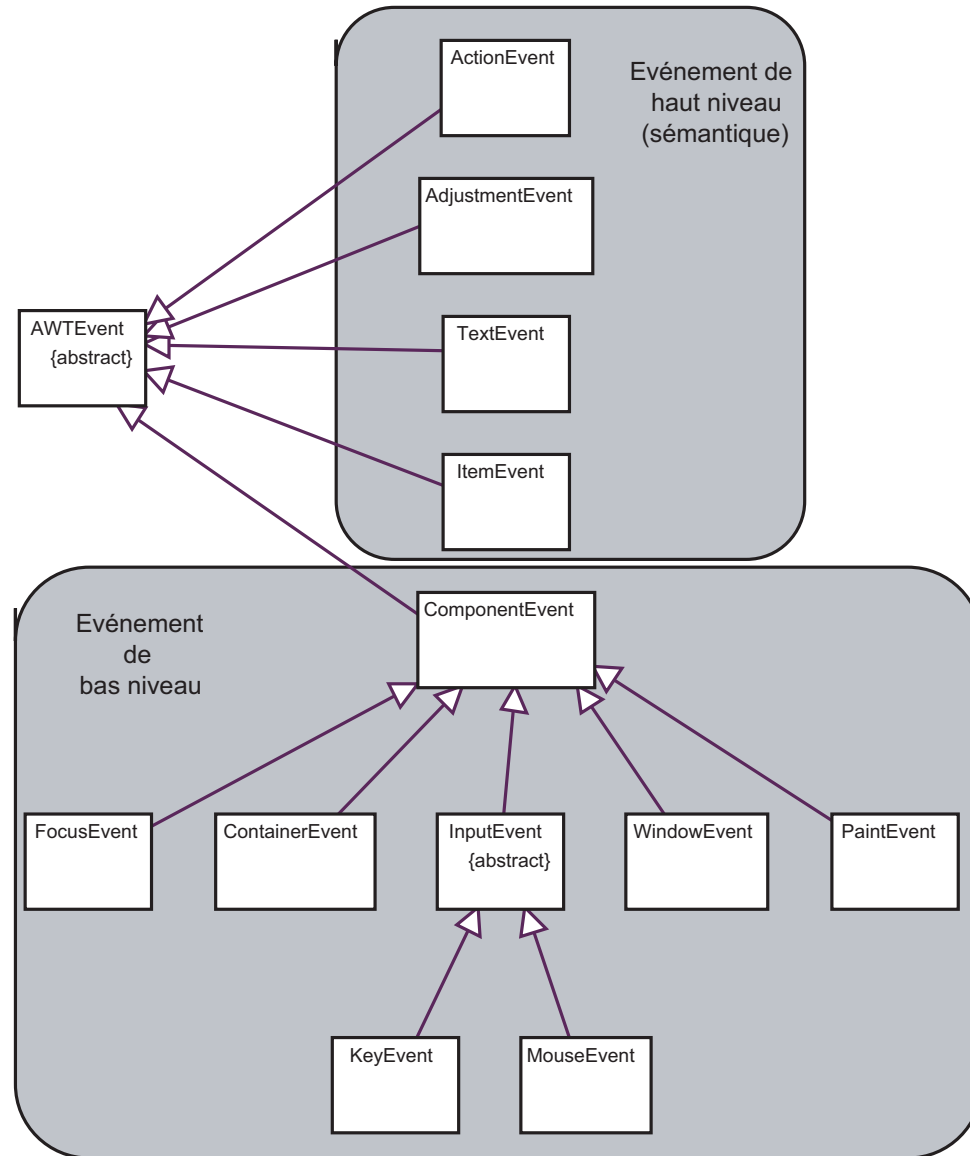 ActionEvent
Evénement de
haut niveau
(sémantique)
AdjustmentEvent
AWTEvent
{abstract}
TextEvent
ItemEvent
Evénement
de
bas niveau
ComponentEvent
FocusEvent
ContainerEvent
InputEvent
{abstract}
WindowEvent
PaintEvent
KeyEvent
MouseEvent